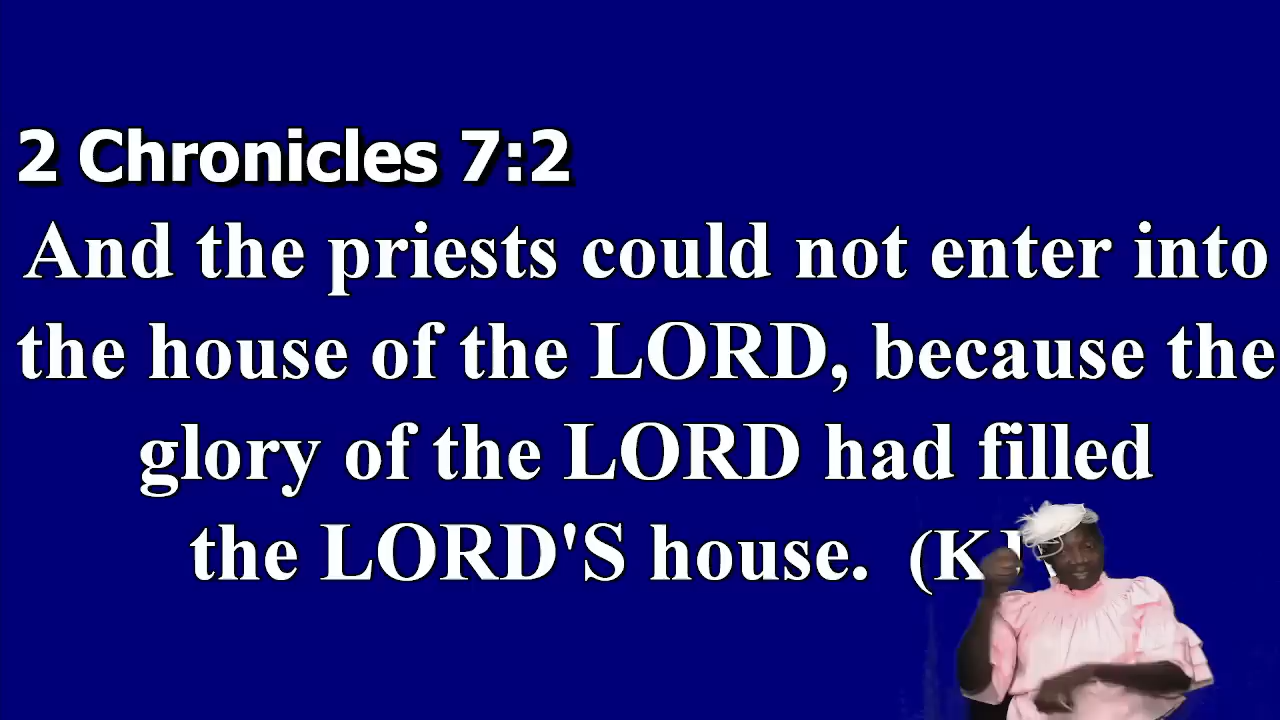 2 Chronicles 7:2
And the priests could not enter into
the house of the LORD, because the
glory of the LORD had filled
the LORD'S house.